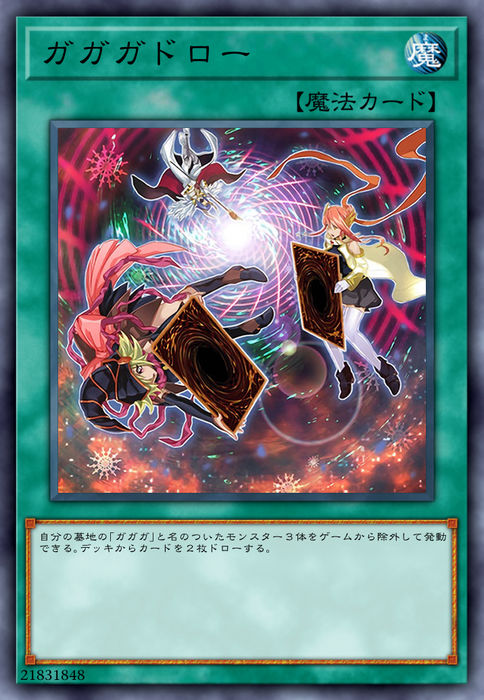 ガガガドロー
魔
【魔法カード】
自分の墓地の「ガガガ」と名のついたモンスター３体をゲームから除外して発動
できる。デッキからカードを２枚ドローする。
21831848